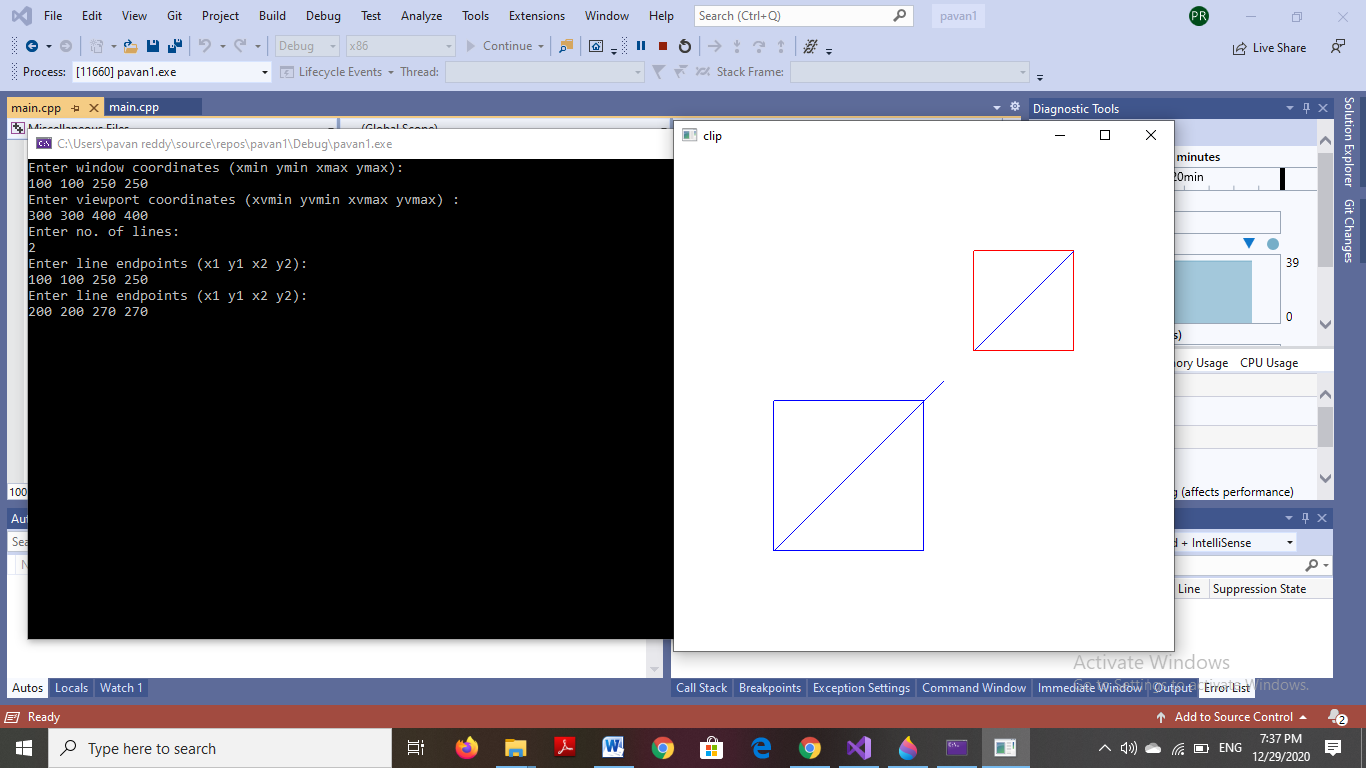 File Edit View Git Project Build Debug Test Analyze Tools Extensions Window Help Search (Ctrl+Q) pavan1 PR
Debug x86 Continue Live Share
Process: [11660] pavan1.exe Lifecycle Events Thread: Stack Frame:
main.cpp main.cpp Diagnostic Tools
Miscellaneous Files (Global Scope)
Solution Explorer
Git Changes
C:\Users\pavan reddy\source\repos\pavan1\Debug\pavan1.exe
Enter window coordinates (xmin ymin xmax ymax):
100 100 250 250
Enter viewport coordinates (xvmin yvmin xvmax yvmax) :
300 300 400 400
Enter no. of lines:
2
Enter line endpoints (x1 y1 x2 y2):
100 100 250 250
Enter line endpoints (x1 y1 x2 y2):
200 200 270 270
clip
minutes
20min
39
0
ory Usage CPU Usage
(affects performance)
100
Aut
Sea
N
d + IntelliSense
Line Suppression State
Activate Windows
Go to Settings to activate Windows.
Autos Locals Watch 1
Call Stack Breakpoints Exception Settings Command Window Immediate Window Output Error List
Ready Add to Source Control 2
Type here to search
ENG 7:37 PM
12/29/2020